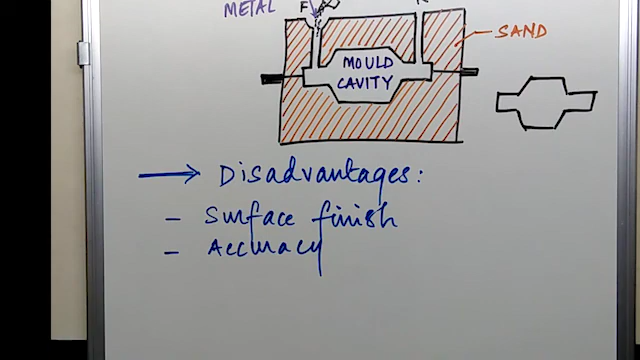 METAL
F
SAND
MOULD
CAVITY
→ Disadvantages:
- Surface finish
- Accuracy